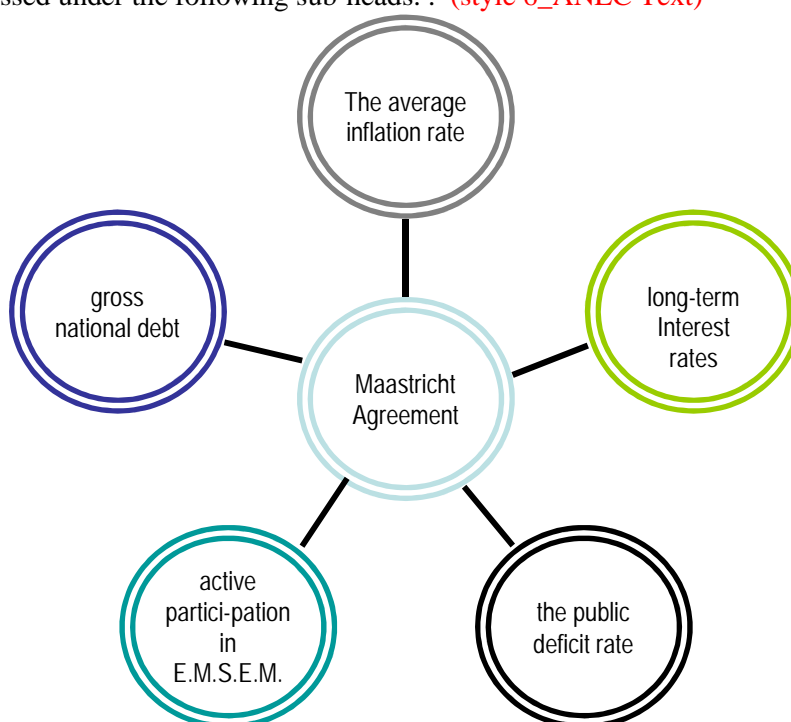 ssed under the following sub-heads. : (style 8_ANEC Text)
The average
inflation rate
gross
national debt
long-term
Interest
rates
Maastricht
Agreement
active
partici-pation
in
E.M.S.E.M.
the public
deficit rate